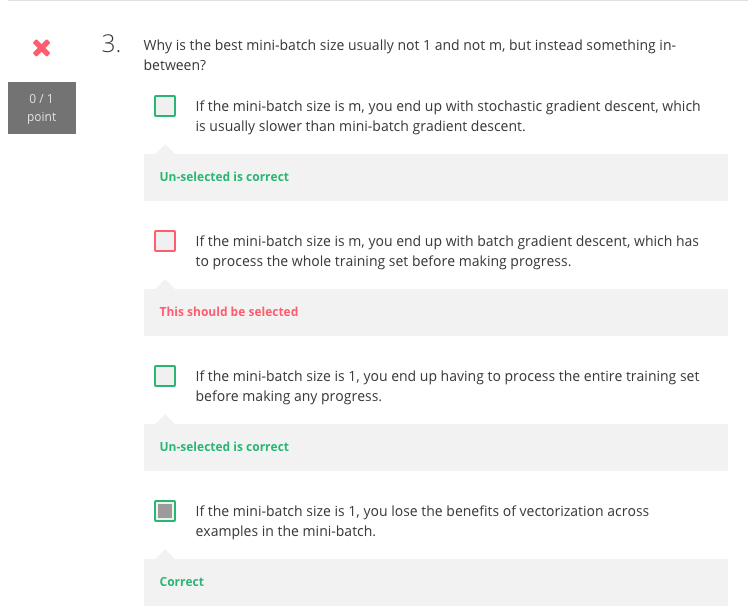 3.
Why is the best mini-batch size usually not 1 and not m, but instead something in-
between?
0 / 1
point
If the mini-batch size is m, you end up with stochastic gradient descent, which
is usually slower than mini-batch gradient descent.
Un-selected is correct
If the mini-batch size is m, you end up with batch gradient descent, which has
to process the whole training set before making progress.
This should be selected
If the mini-batch size is 1, you end up having to process the entire training set
before making any progress.
Un-selected is correct
If the mini-batch size is 1, you lose the benefits of vectorization across
examples in the mini-batch.
Correct